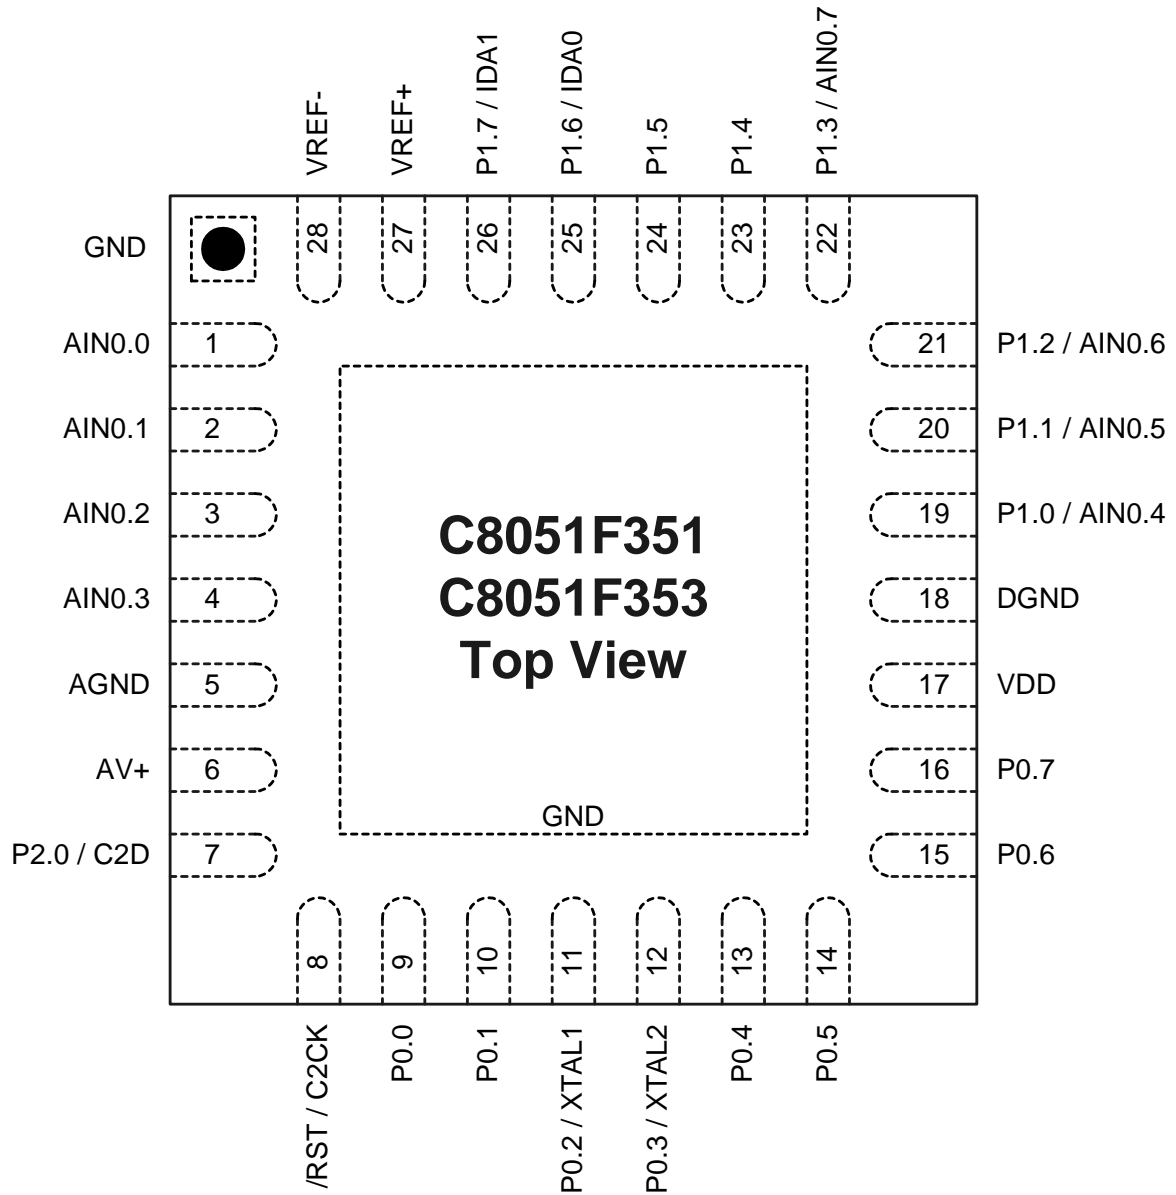 VREF-
VREF+
P1.7 / IDA1
P1.6 / IDA0
P1.5
P1.4
P1.3 / AIN0.7
28
27
26
25
24
23
22
GND
AIN0.0
1
21
P1.2 / AIN0.6
AIN0.1
2
20
P1.1 / AIN0.5
AIN0.2
3
19
P1.0 / AIN0.4
C8051F351
C8051F353
Top View
AIN0.3
4
18
DGND
AGND
5
17
VDD
AV+
6
16
P0.7
GND
P2.0 / C2D
7
15
P0.6
8
9
10
11
12
13
14
/RST / C2CK
P0.0
P0.1
P0.2 / XTAL1
P0.3 / XTAL2
P0.4
P0.5